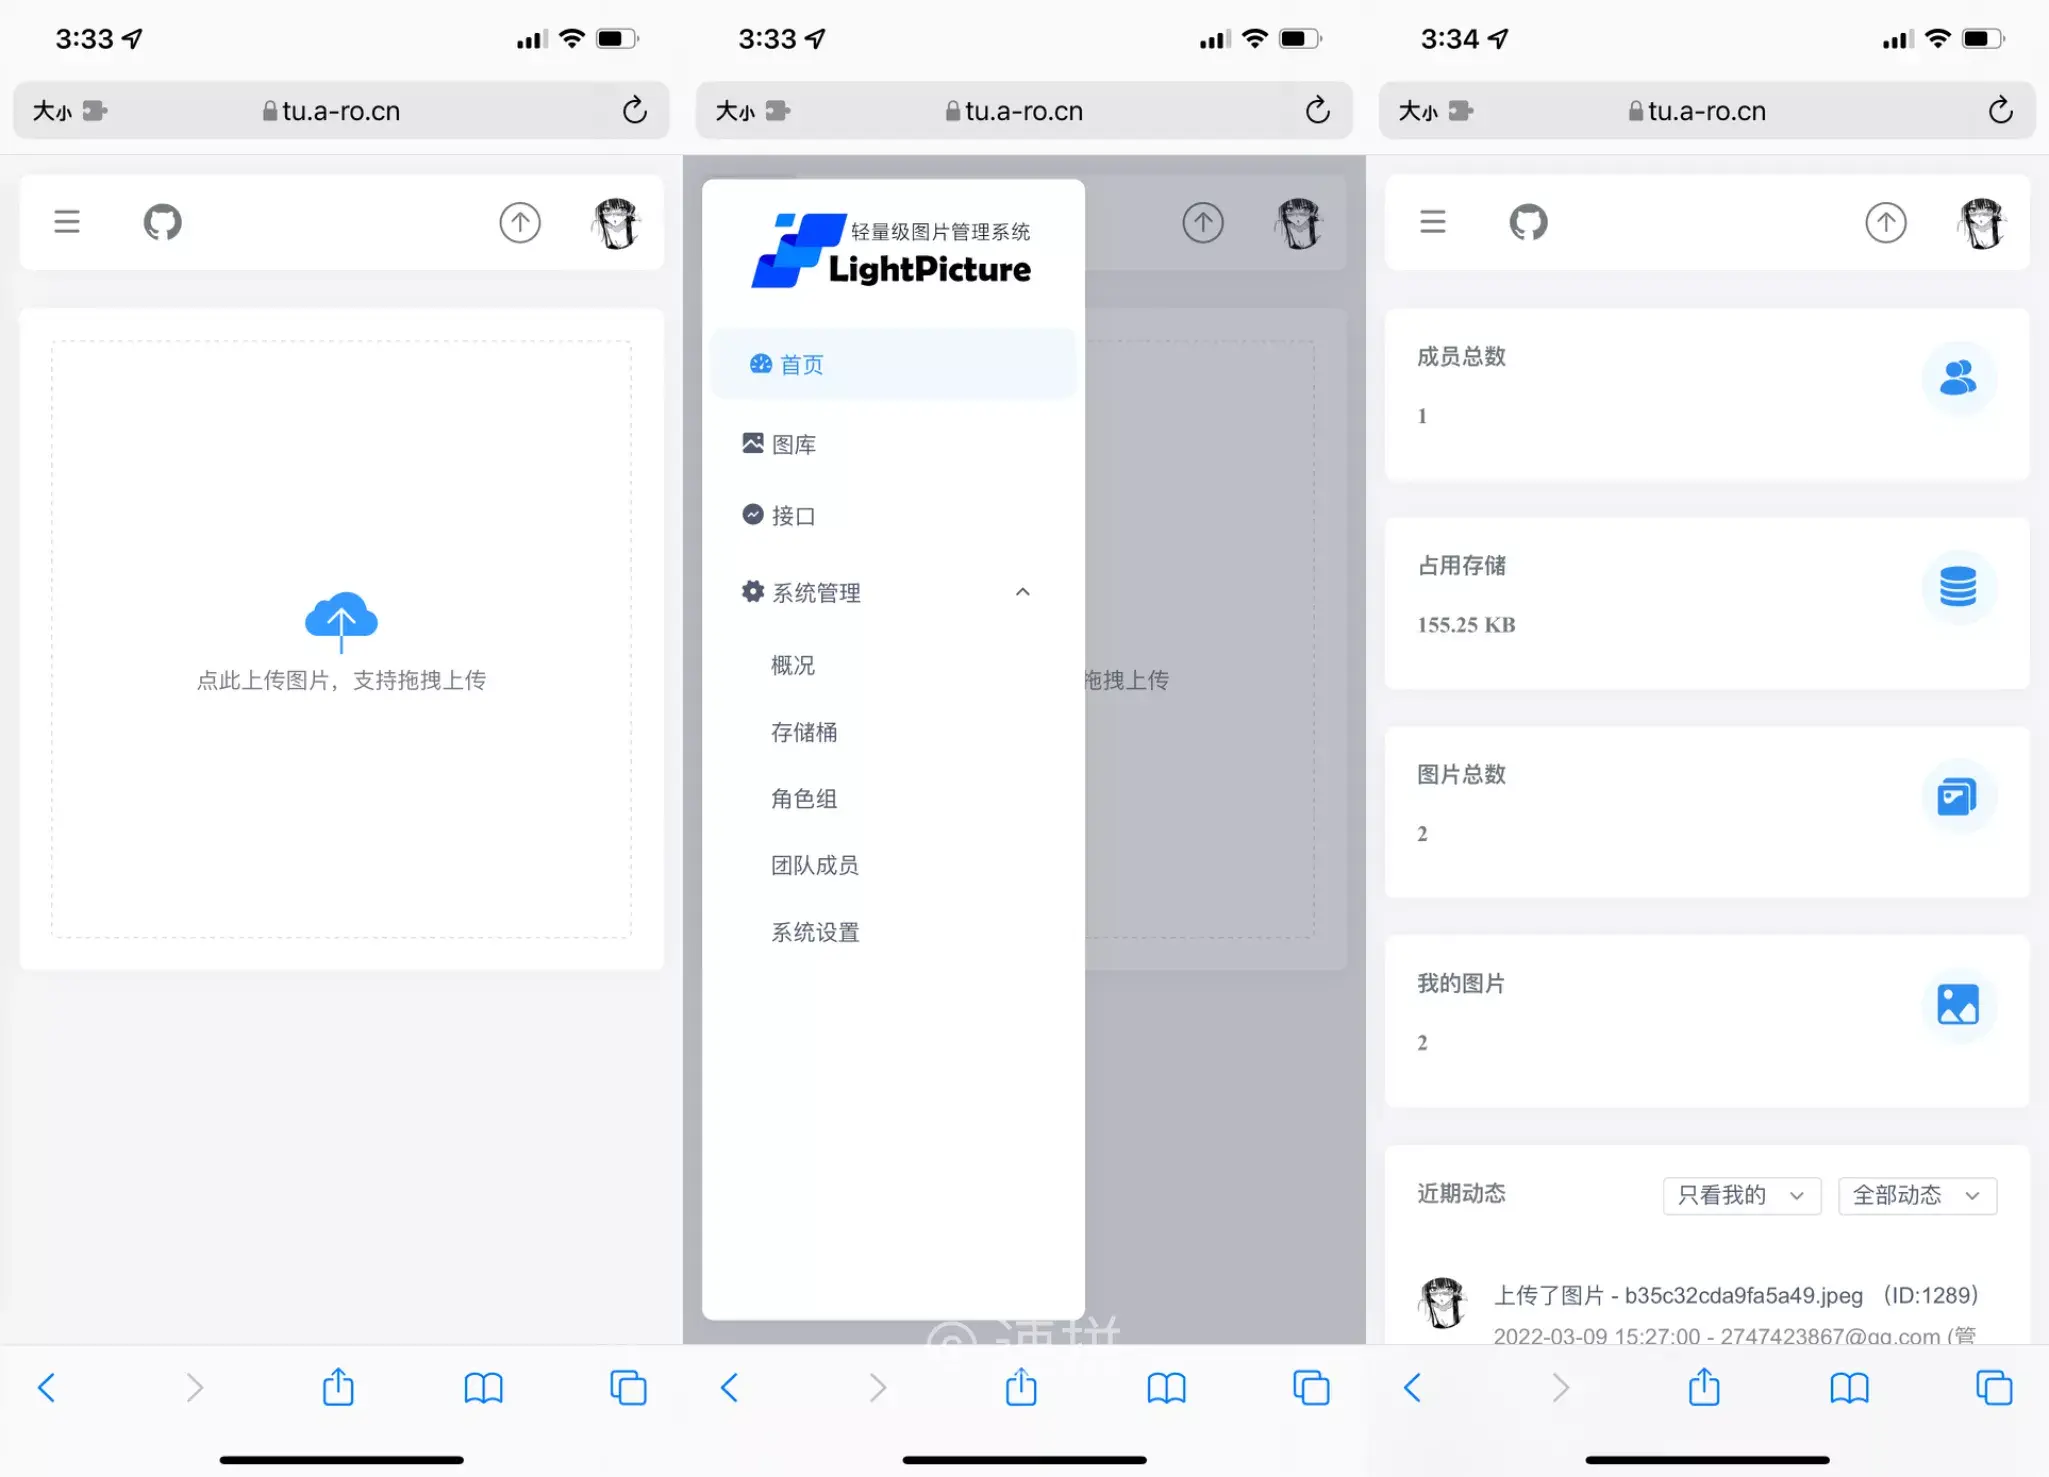 3:33
大小
tu.a-ro.cn
点此上传图片，支持拖拽上传
3:33
大小
tu.a-ro.cn
轻量级图片管理系统
LightPicture
首页
图库
接口
系统管理
概况
存储桶
角色组
团队成员
系统设置
拖拽上传
3:34
大小
tu.a-ro.cn
成员总数
1
占用存储
155.25 KB
图片总数
2
我的图片
2
近期动态
只看我的
全部动态
上传了图片 - b35c32cda9fa5a49.jpeg （ID:1289）
2022-03-09 15:27:00 - 2747423867@qq.com (管